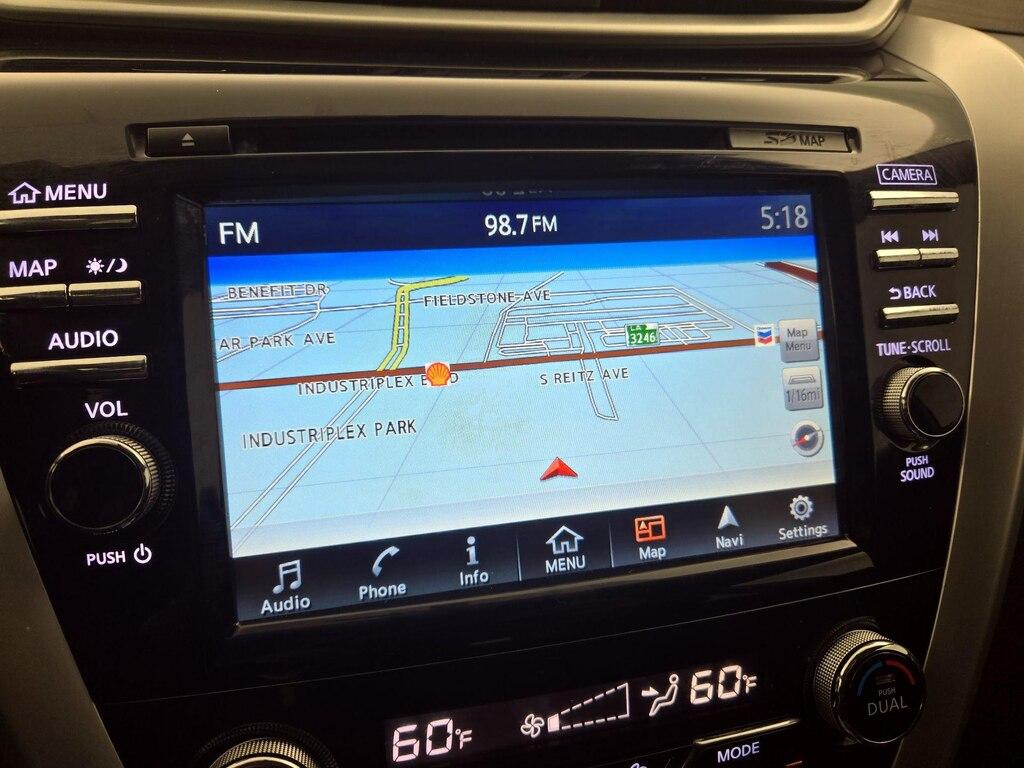 MAP
CAMERA
MENU
FM
98.7 FM
5:18
MAP
BENEFIT DR
FIELDSTONE AVE
BACK
AR PARK AVE
LA
3246
Map
Menu
AUDIO
TUNE·SCROLL
INDUSTRIPLEX
S REITZ AVE
1/16mi
VOL
INDUSTRIPLEX PARK
PUSH
SOUND
PUSH
Audio
Phone
Info
MENU
Map
Navi
Settings
60°F
60°F
PUSH
DUAL
MODE